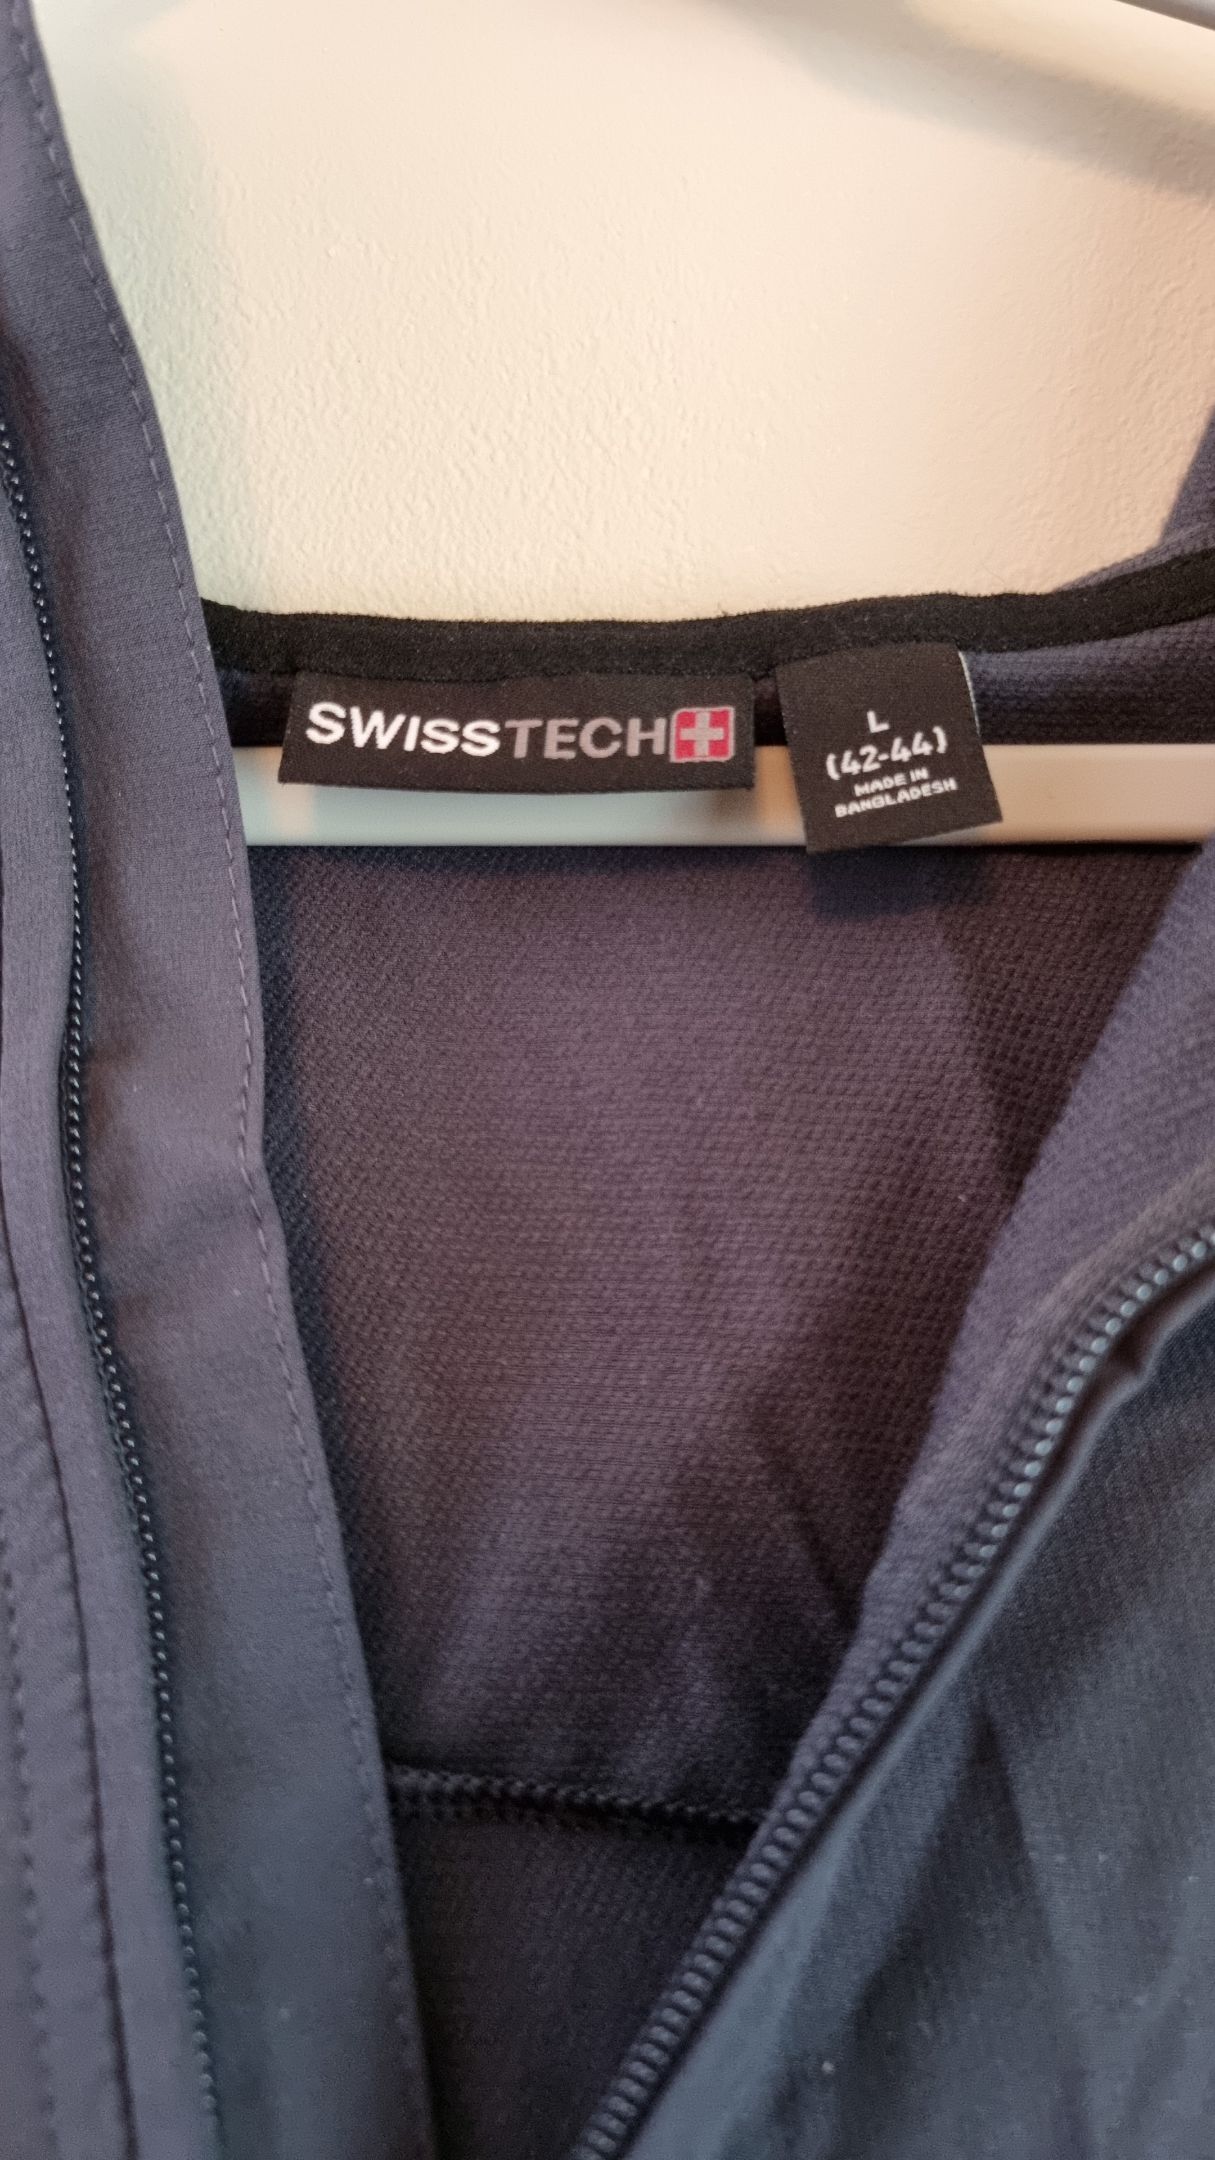 SWISSTECH
L
(42-44)
MADE IN
BANGLADESH